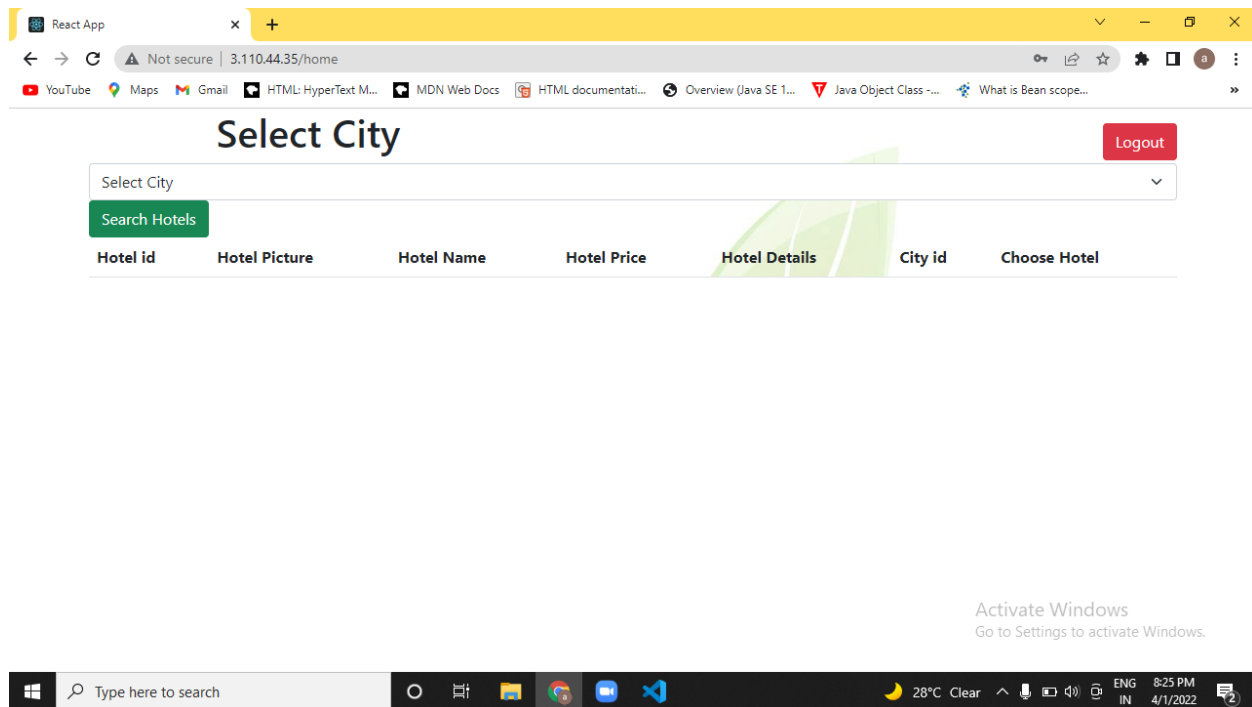 React App
Not secure | 3.110.44.35/home
a
YouTube Maps Gmail HTML: HyperText M... MDN Web Docs HTML documentati... Overview (Java SE 1... Java Object Class -... What is Bean scope...
Select City
Logout
Select City
Search Hotels
Hotel id Hotel Picture Hotel Name Hotel Price Hotel Details City id Choose Hotel
Activate Windows
Go to Settings to activate Windows.
Type here to search 28°C Clear ENG 8:25 PM
IN 4/1/2022 2